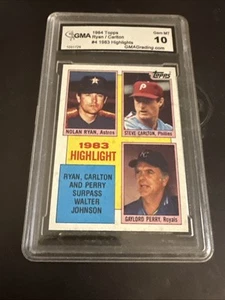 GMA
GRADING
1984 Topps
Ryan / Carlton
#4 1983 Highlights
Gem MT
10
GMAGrading.com
Topps
NOLAN RYAN, Astros
STEVE CARLTON, Phillies
1983
HIGHLIGHT
RYAN, CARLTON
AND PERRY
SURPASS
WALTER
JOHNSON
GAYLORD PERRY, Royals